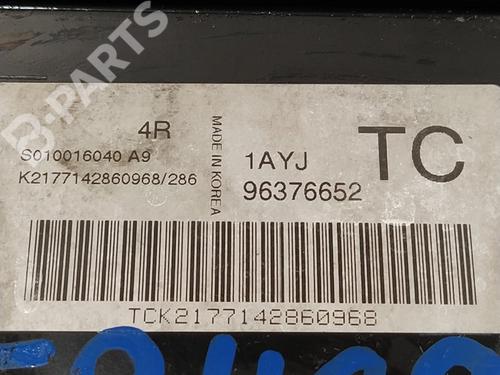 4R
S010016040 A9
K2177142860968/286
MADE IN KOREA
1AYJ
96376652
TC
TCK2177142860968
B-PARTS